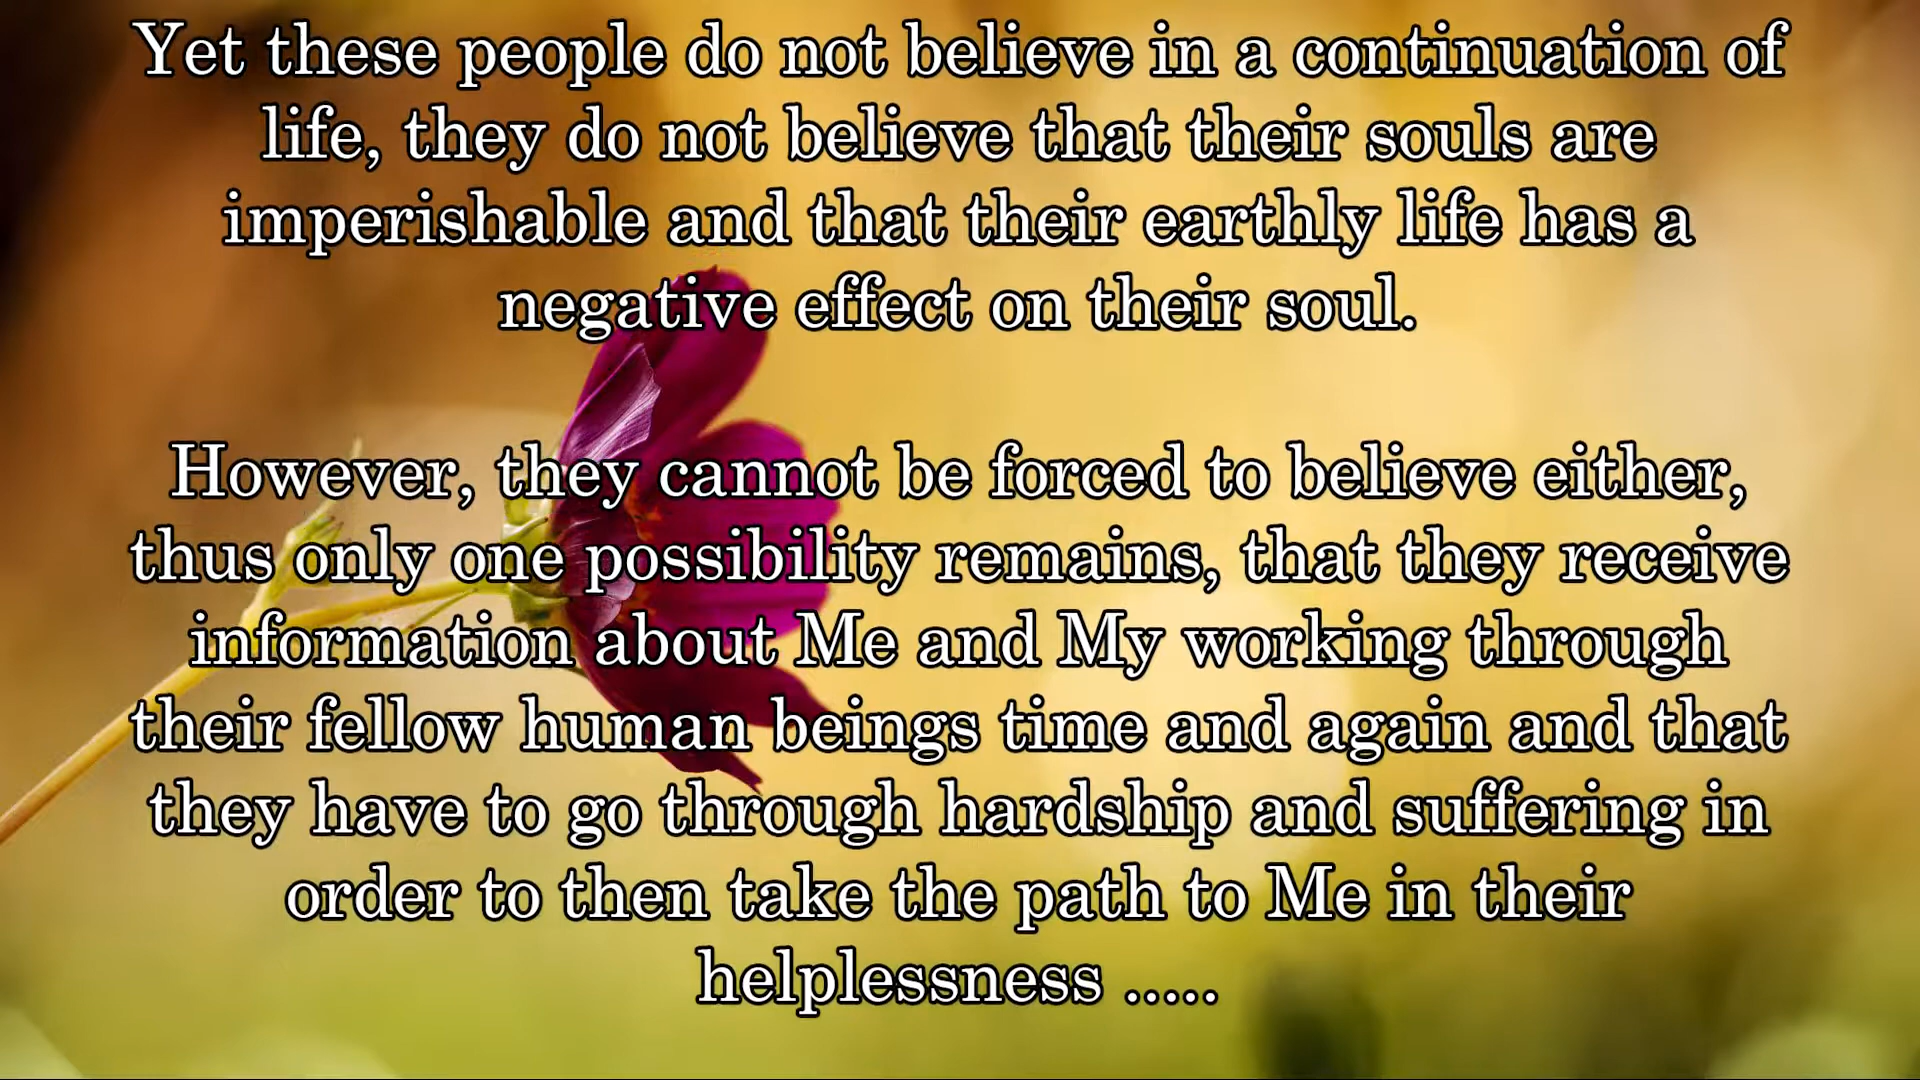 Yet these people do not believe in a continuation of
life, they do not believe that their souls are
imperishable and that their earthly life has a
negative effect on their soul.
However, they cannot be forced to believe either,
thus only one possibility remains, that they receive
information about Me and My working through
their fellow human beings time and again and that
they have to go through hardship and suffering in
order to then take the path to Me in their
helplessness .....